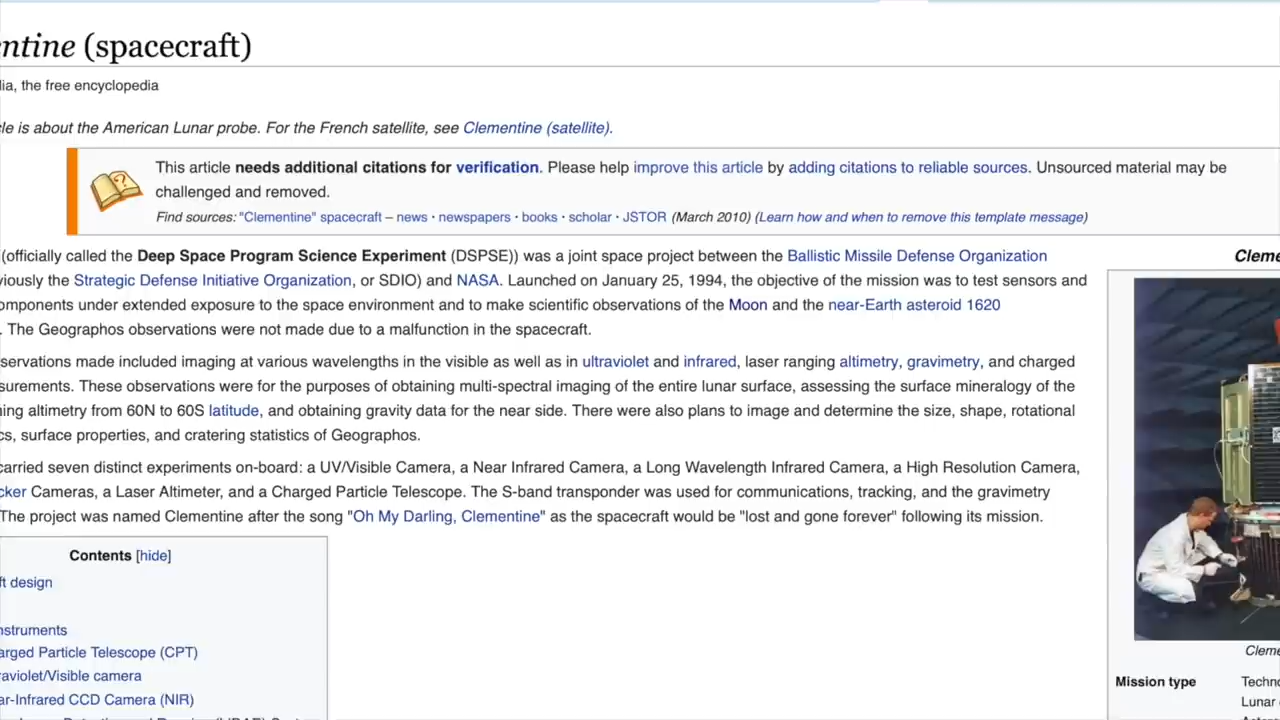 ntine (spacecraft)
dia, the free encyclopedia
cle is about the American Lunar probe. For the French satellite, see Clementine (satellite).
This article needs additional citations for verification. Please help improve this article by adding citations to reliable sources. Unsourced material may be
challenged and removed.
Find sources: "Clementine" spacecraft – news · newspapers · books · scholar · JSTOR (March 2010) (Learn how and when to remove this template message)
(officially called the Deep Space Program Science Experiment (DSPSE)) was a joint space project between the Ballistic Missile Defense Organization
viously the Strategic Defense Initiative Organization, or SDIO) and NASA. Launched on January 25, 1994, the objective of the mission was to test sensors and
omponents under extended exposure to the space environment and to make scientific observations of the Moon and the near-Earth asteroid 1620
. The Geographos observations were not made due to a malfunction in the spacecraft.
servations made included imaging at various wavelengths in the visible as well as in ultraviolet and infrared, laser ranging altimetry, gravimetry, and charged
surements. These observations were for the purposes of obtaining multi-spectral imaging of the entire lunar surface, assessing the surface mineralogy of the
ning altimetry from 60N to 60S latitude, and obtaining gravity data for the near side. There were also plans to image and determine the size, shape, rotational
cs, surface properties, and cratering statistics of Geographos.
carried seven distinct experiments on-board: a UV/Visible Camera, a Near Infrared Camera, a Long Wavelength Infrared Camera, a High Resolution Camera,
cker Cameras, a Laser Altimeter, and a Charged Particle Telescope. The S-band transponder was used for communications, tracking, and the gravimetry
The project was named Clementine after the song "Oh My Darling, Clementine" as the spacecraft would be "lost and gone forever" following its mission.
Contents [hide]
ft design
nstruments
arged Particle Telescope (CPT)
raviolet/Visible camera
ar-Infrared CCD Camera (NIR)
Cleme
Cleme
Mission type
Techno
Lunar